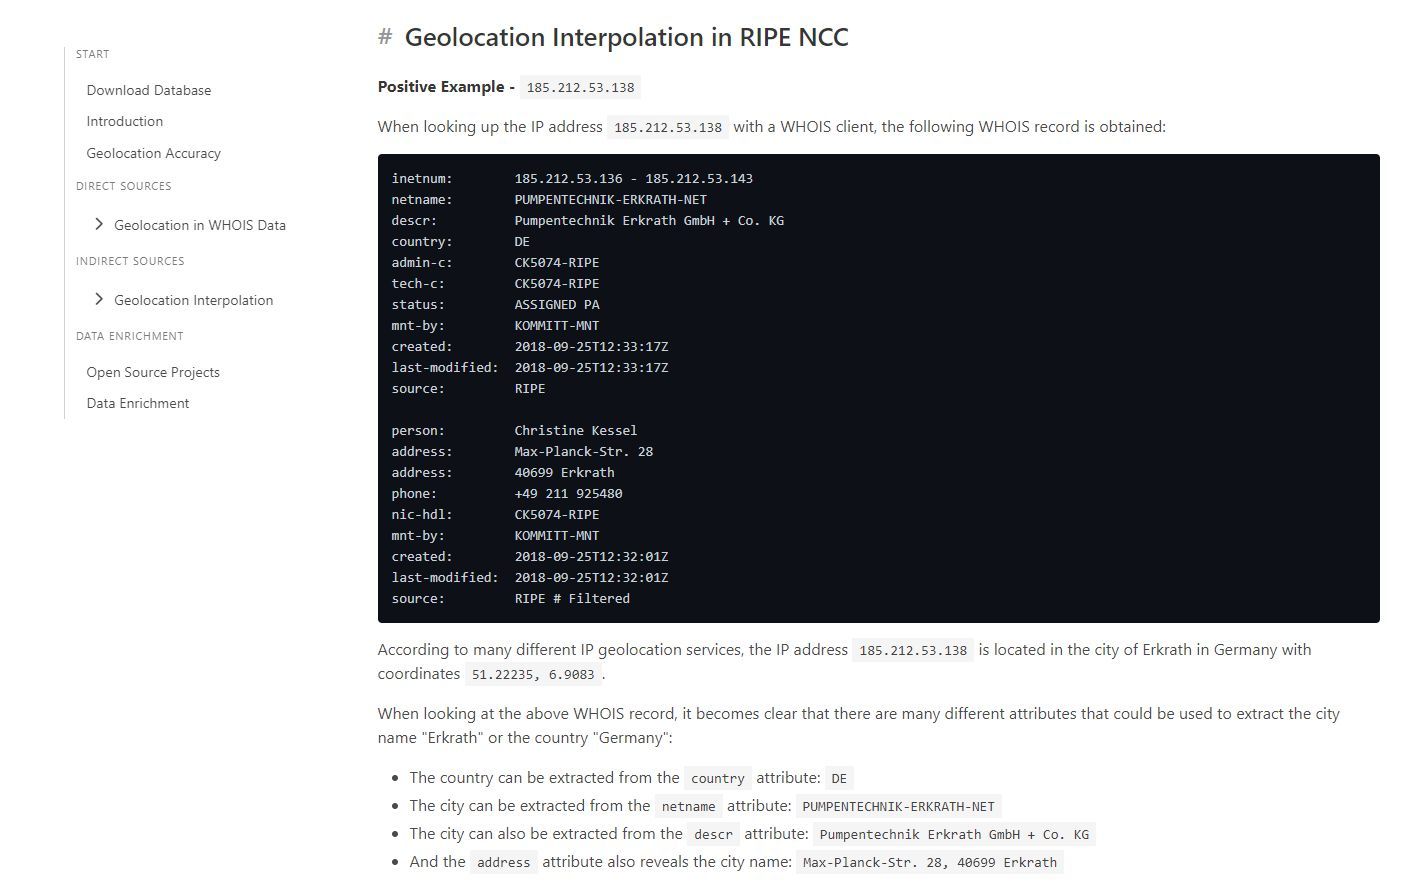 START
Download Database
Introduction
Geolocation Accuracy
DIRECT SOURCES
Geolocation in WHOIS Data
INDIRECT SOURCES
Geolocation Interpolation
DATA ENRICHMENT
Open Source Projects
Data Enrichment
# Geolocation Interpolation in RIPE NCC
Positive Example - 185.212.53.138
When looking up the IP address 185.212.53.138 with a WHOIS client, the following WHOIS record is obtained:
inetnum: 185.212.53.136 - 185.212.53.143
netname: PUMPENTECHNIK-ERKRATH-NET
descr: Pumpentechnik Erkrath GmbH + Co. KG
country: DE
admin-c: CK5074-RIPE
tech-c: CK5074-RIPE
status: ASSIGNED PA
mnt-by: KOMMITT-MNT
created: 2018-09-25T12:33:17Z
last-modified: 2018-09-25T12:33:17Z
source: RIPE
person: Christine Kessel
address: Max-Planck-Str. 28
address: 40699 Erkrath
phone: +49 211 925480
nic-hdl: CK5074-RIPE
mnt-by: KOMMITT-MNT
created: 2018-09-25T12:32:01Z
last-modified: 2018-09-25T12:32:01Z
source: RIPE # Filtered
According to many different IP geolocation services, the IP address 185.212.53.138 is located in the city of Erkrath in Germany with
coordinates 51.22235, 6.9083 .
When looking at the above WHOIS record, it becomes clear that there are many different attributes that could be used to extract the city
name "Erkrath" or the country "Germany":
• The country can be extracted from the country attribute: DE
• The city can be extracted from the netname attribute: PUMPENTECHNIK-ERKRATH-NET
• The city can also be extracted from the descr attribute: Pumpentechnik Erkrath GmbH + Co. KG
• And the address attribute also reveals the city name: Max-Planck-Str. 28, 40699 Erkrath